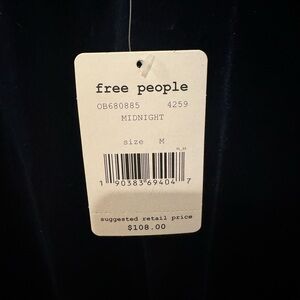 free people
OB680885 4259
MIDNIGHT
size M
1 90383 69404 7
suggested retail price
$108.00